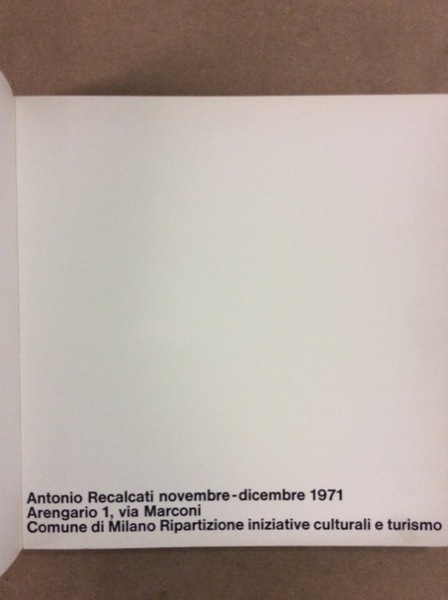 Antonio Recalcati novembre-dicembre 1971
Arengario 1, via Marconi
Comune di Milano Ripartizione iniziative culturali e turismo